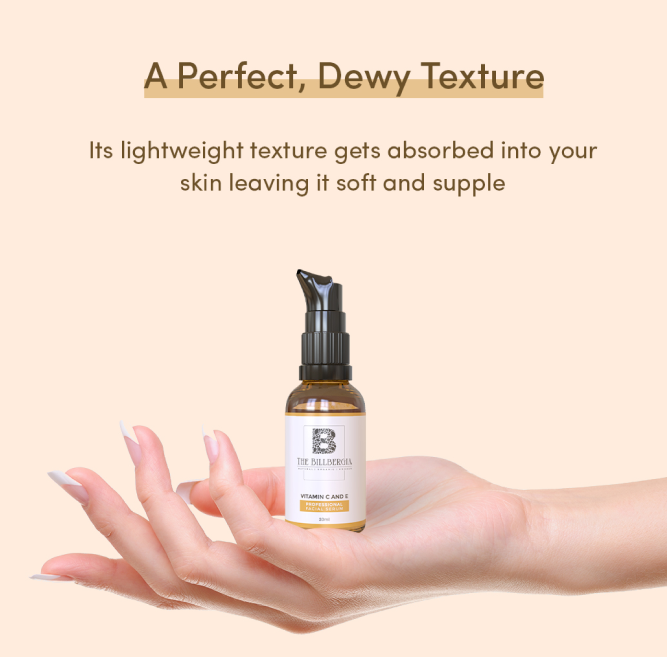 A Perfect, Dewy Texture
Its lightweight texture gets absorbed into your
skin leaving it soft and supple
B
THE BILLBERGIA
VITAMIN C AND E
PROFESSIONAL
FACIAL SERUM